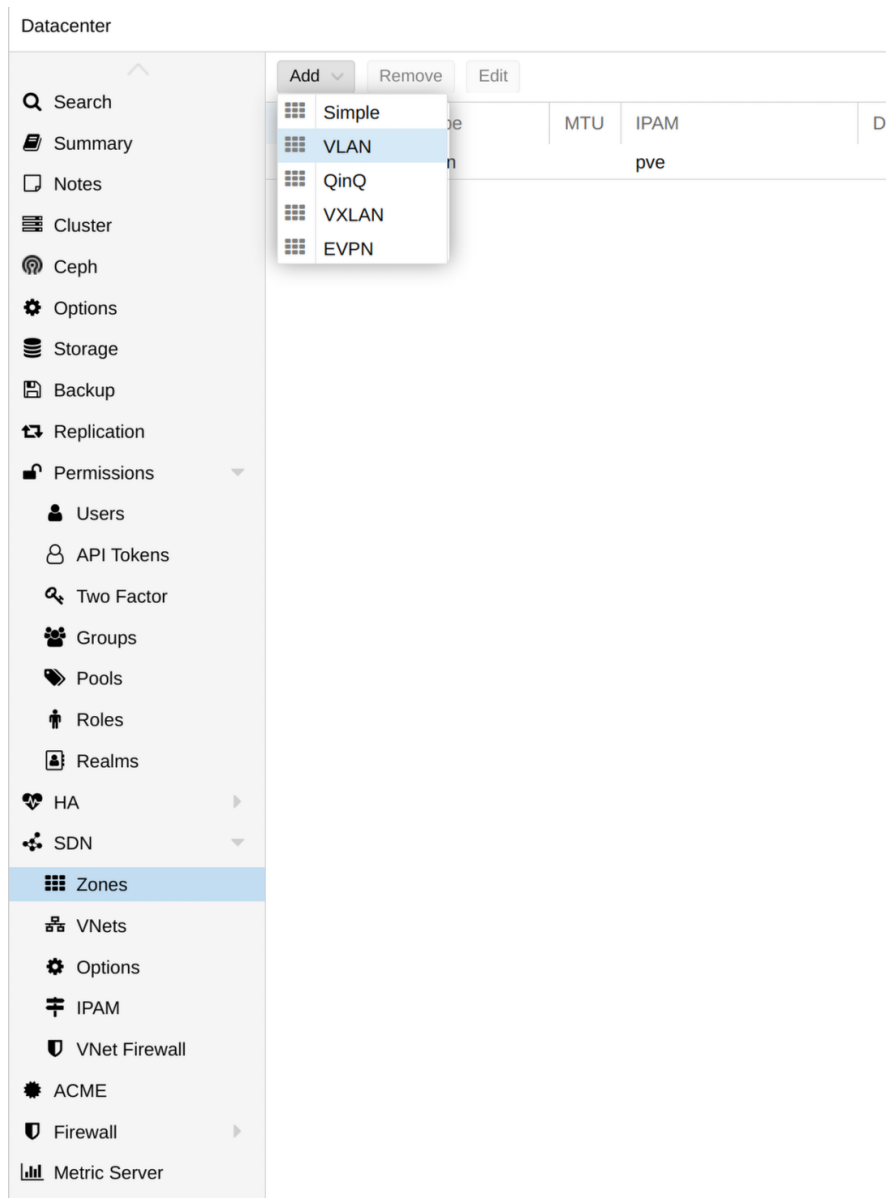 Datacenter
Search
Summary
Notes
Cluster
Ceph
Options
Storage
Backup
Replication
Permissions
Users
API Tokens
Two Factor
Groups
Pools
Roles
Realms
HA
SDN
Zones
VNets
Options
IPAM
VNet Firewall
ACME
Firewall
Metric Server
Add Remove Edit
MTU IPAM D
pve
Simple
VLAN
QinQ
VXLAN
EVPN